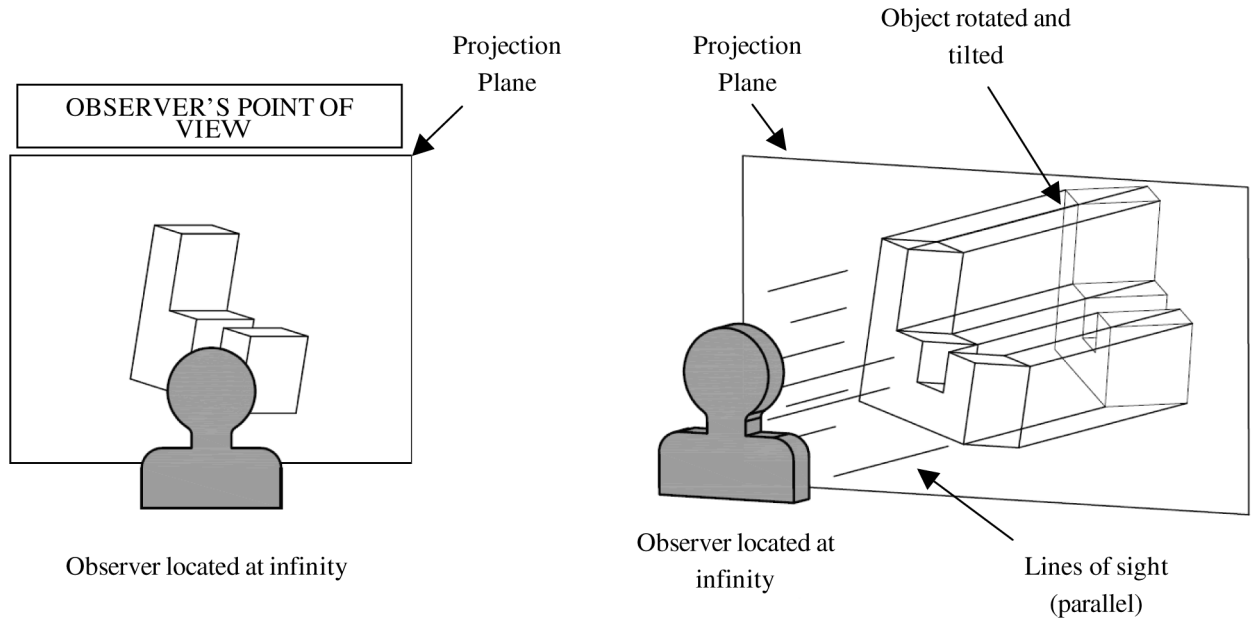 OBSERVER'S POINT OF
VIEW
Projection
Plane
Observer located at infinity
Projection
Plane
Object rotated and
tilted
Observer located at
infinity
Lines of sight
(parallel)